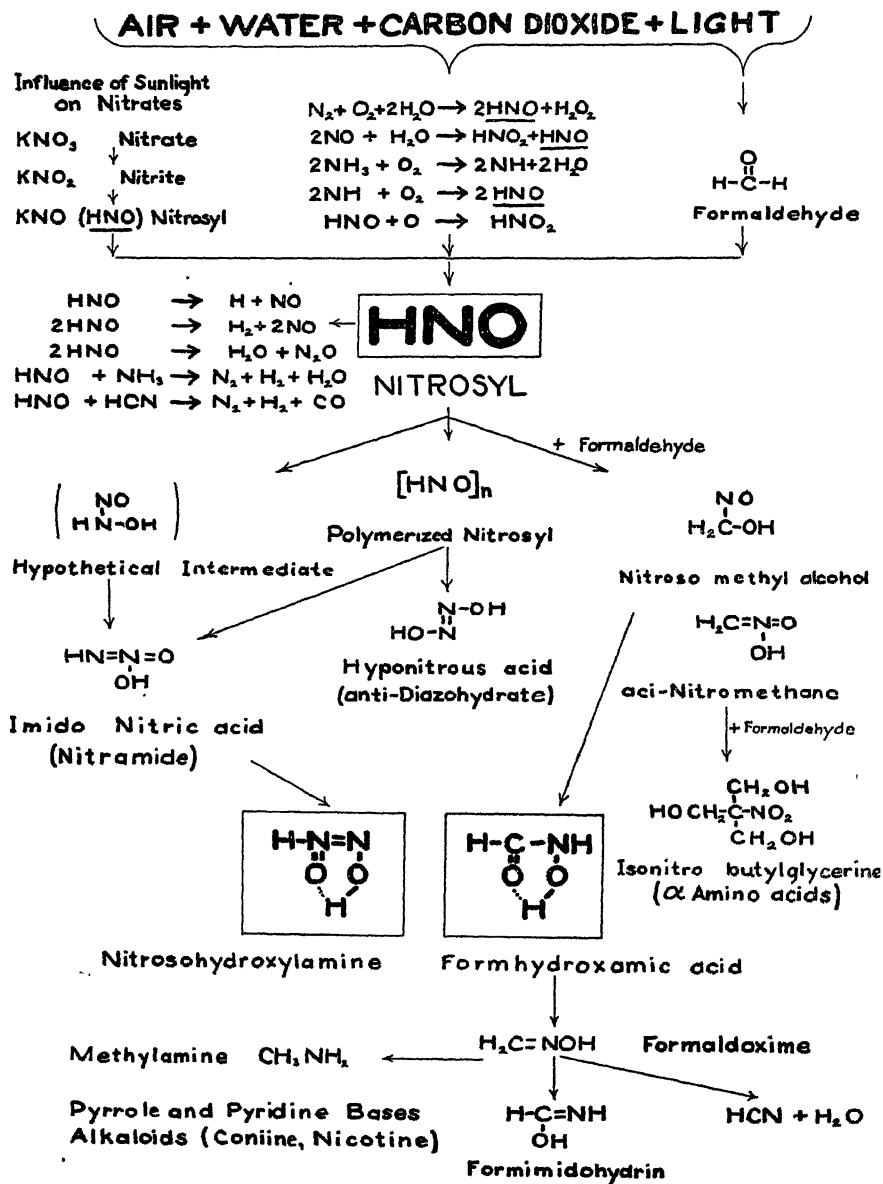 AIR + WATER + CARBON DIOXIDE + LIGHT
Influence of Sunlight
on Nitrates
KNO₃ Nitrate
KNO₂ Nitrite
KNO (HNO) Nitrosyl
N₂ + O₂ + 2H₂O → 2HNO + H₂O₂
2NO + H₂O → HNO₂ + HNO
2NH₃ + O₂ → 2NH + 2H₂O
2NH + O₂ → 2HNO
HNO + O → HNO₂
O
H-C-H
Formaldehyde
HNO → H + NO
2HNO → H₂ + 2NO
2HNO → H₂O + N₂O
HNO + NH₃ → N₂ + H₂ + H₂O
HNO + HCN → N₂ + H₂ + CO
HNO
NITROSYL
+ Formaldehyde
NO
HN-OH
Hypothetical Intermediate
[HNO]n
Polymerized Nitrosyl
NO
H₂C-OH
Nitroso methyl alcohol
HN=N=O
OH
Imido Nitric acid
(Nitramide)
N-OH
HO-N
Hyponitrous acid
(anti-Diazohydrate)
H₂C=N=O
OH
aci-Nitromethane
+ Formaldehyde
CH₂OH
HOCH₂-C-NO₂
CH₂OH
Isonitro butylglycerine
(α Amino acids)
H-N=N
O O
H
Nitrosohydroxylamine
H-C-NH
O O
H
Formhydroxamic acid
H₂C=NOH Formaldoxime
Methylamine CH₃NH₂
Pyrrole and Pyridine Bases
Alkaloids (Coniine, Nicotine)
H-C=NH
OH
Formimidohydrin
HCN + H₂O